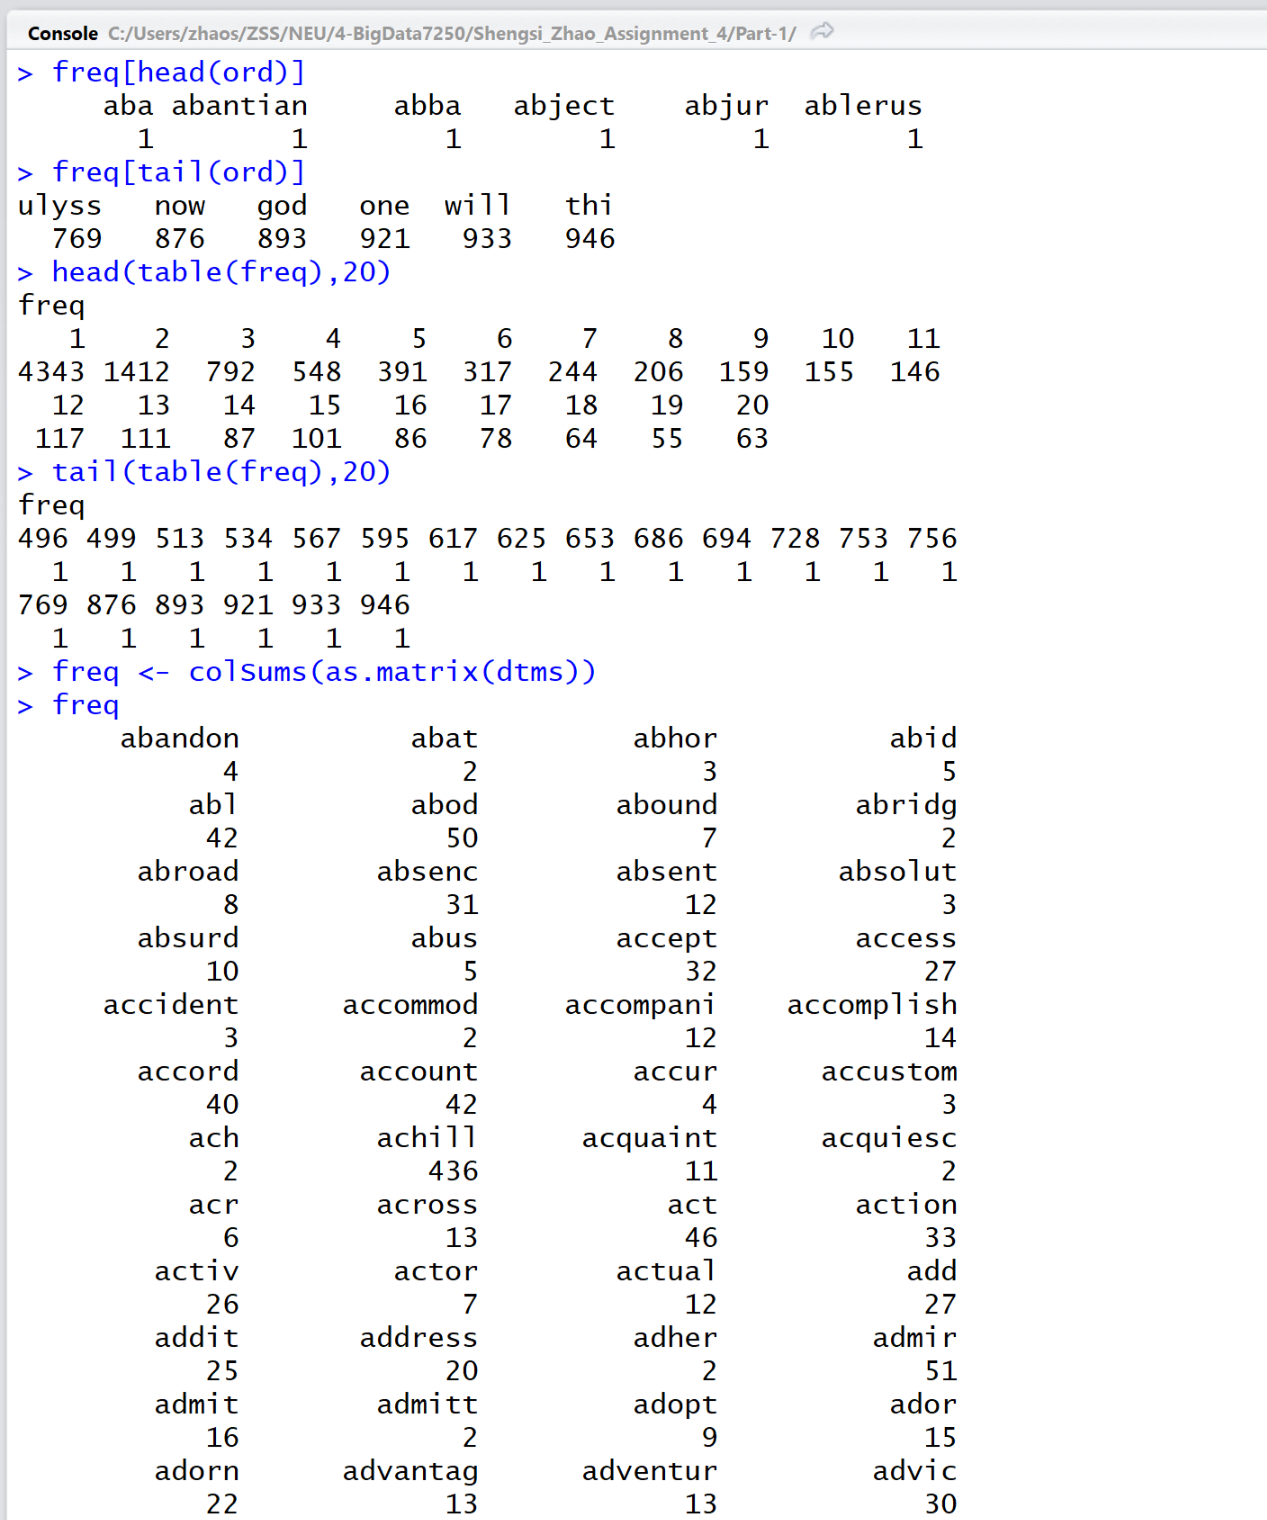 Console C:/Users/zhaos/ZSS/NEU/4-BigData7250/Shengsi_Zhao_Assignment_4/Part-1/
> freq[head(ord)]
aba abantian abba abject abjur ablerus
1 1 1 1 1 1
> freq[tail(ord)]
ulyss now god one will thi
769 876 893 921 933 946
> head(table(freq),20)
freq
1 2 3 4 5 6 7 8 9 10 11
4343 1412 792 548 391 317 244 206 159 155 146
12 13 14 15 16 17 18 19 20
117 111 87 101 86 78 64 55 63
> tail(table(freq),20)
freq
496 499 513 534 567 595 617 625 653 686 694 728 753 756
1 1 1 1 1 1 1 1 1 1 1 1 1 1
769 876 893 921 933 946
1 1 1 1 1 1
> freq <- colSums(as.matrix(dtms))
> freq
abandon abat abhor abid
4 2 3 5
abl abod abound abridg
42 50 7 2
abroad absenc absent absolut
8 31 12 3
absurd abus accept access
10 5 32 27
accident accommod accompani accomplish
3 2 12 14
accord account accur accustom
40 42 4 3
ach achill acquaint acquiesc
2 436 11 2
acr across act action
6 13 46 33
activ actor actual add
26 7 12 27
addit address adher admir
25 20 2 51
admit admitt adopt ador
16 2 9 15
adorn advantag adventur advic
22 13 13 30